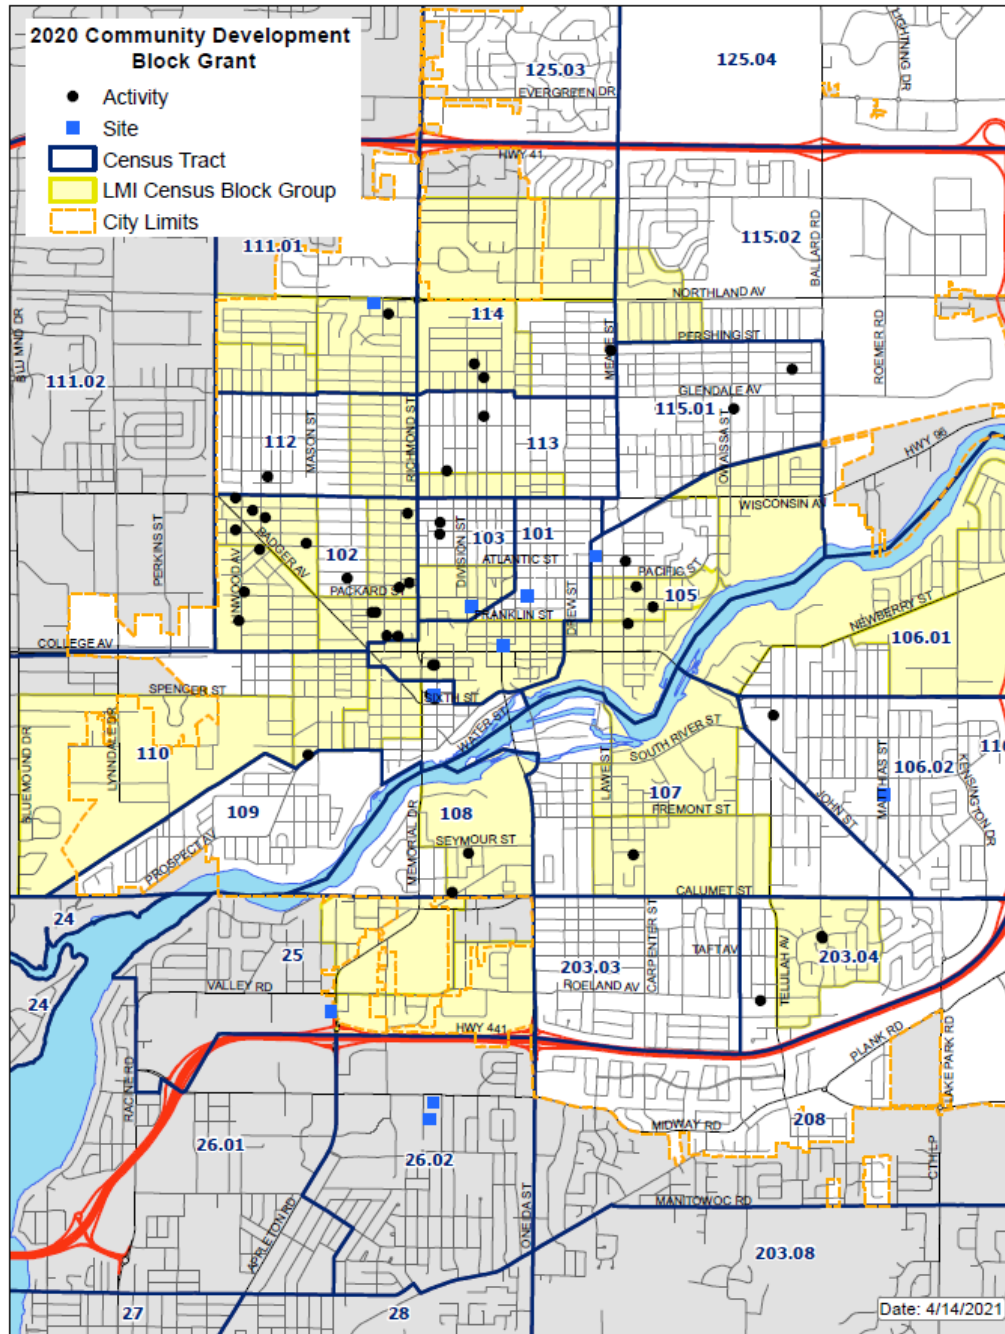 2020 Community Development
Block Grant
Activity
Site
Census Tract
LMI Census Block Group
City Limits
125.03
125.04
EVERGREEN DR
LIGHTNING DR
HWY 41
111.01
115.02
BALLARD RD
NORTHLAND AV
114
PERSHING ST
MEADE ST
ROEMER RD
111.02
GLENDALE AV
115.01
MASON ST
RICHMOND ST
112
113
OWAISSA ST
HWY 96
WISCONSIN AV
PERKINS ST
BADGER AV
102
DIVISION ST
103
101
ATLANTIC ST
PACIFIC ST
PACKARD ST
105
FRANKLIN ST
DREW ST
NEWBERRY ST
106.01
COLLEGE AV
SPENCER ST
SIXTH ST
WATER ST
SOUTH RIVER ST
BLUEMOUND DR
LYNNDALE DR
110
LAWE ST
MATTHIAS ST
106.02
KENSINGTON DR
107
FREMONT ST
JOHN ST
109
108
MEMORIAL DR
SEYMOUR ST
PROSPECT AV
CALUMET ST
24
25
CARPENTER ST
TAFT AV
203.03
203.04
TELULAH AV
ROELAND AV
VALLEY RD
24
HWY 441
PLANK RD
LAKE PARK RD
RACINE RD
MIDWAY RD
208
26.01
26.02
CTH LP
MANITOWOC RD
ONEIDA ST
APPLETON RD
203.08
27
28
Date: 4/14/2021